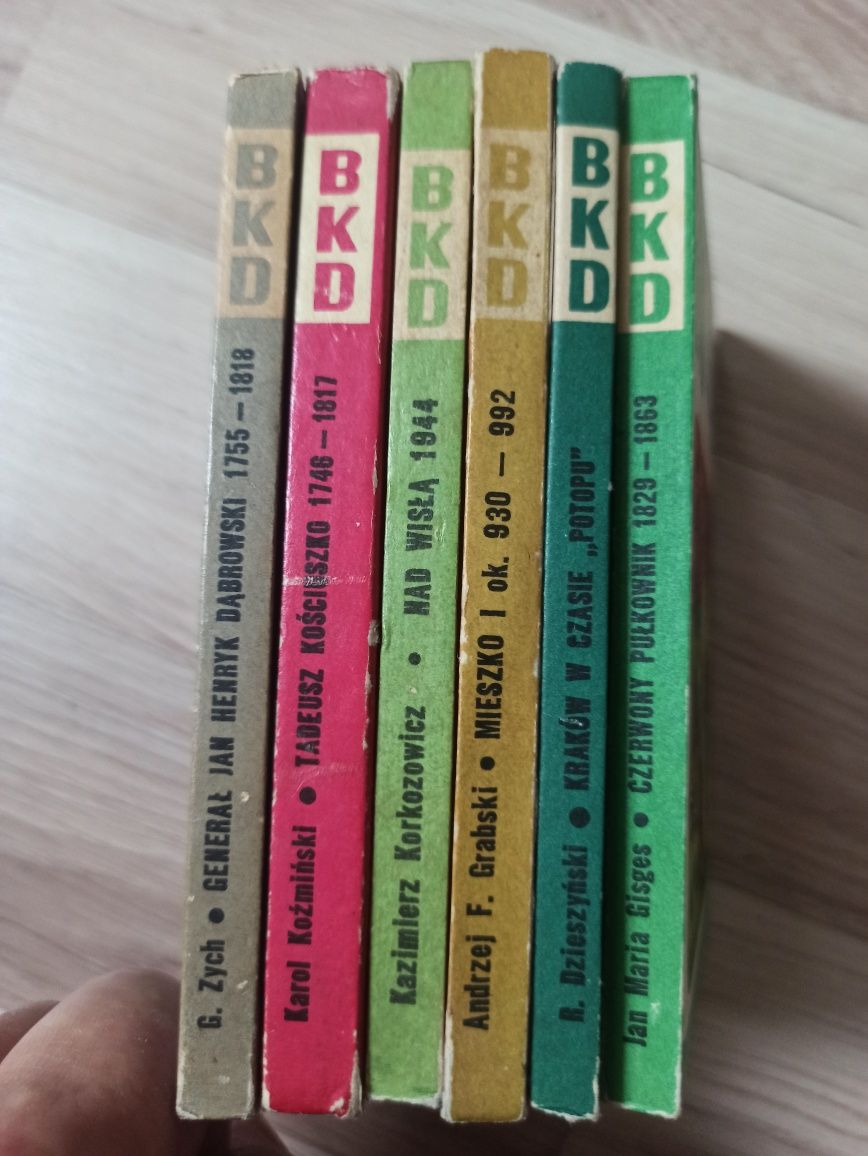 BKD
G. Zych • GENERAŁ JAN HENRYK DĄBROWSKI 1755 – 1818
BKD
Karol Koźmiński • TADEUSZ KOŚCIUSZKO 1746 – 1817
BKD
Kazimierz Korkozowicz • NAD WISŁĄ 1944
BKD
Andrzej F. Grabski • MIESZKO I ok. 930 – 992
BKD
R. Dzieszyński • KRAKÓW W CZASIE „POTOPU"
BKD
Jan Maria Gisges • CZERWONY PUŁKOWNIK 1829 – 1863